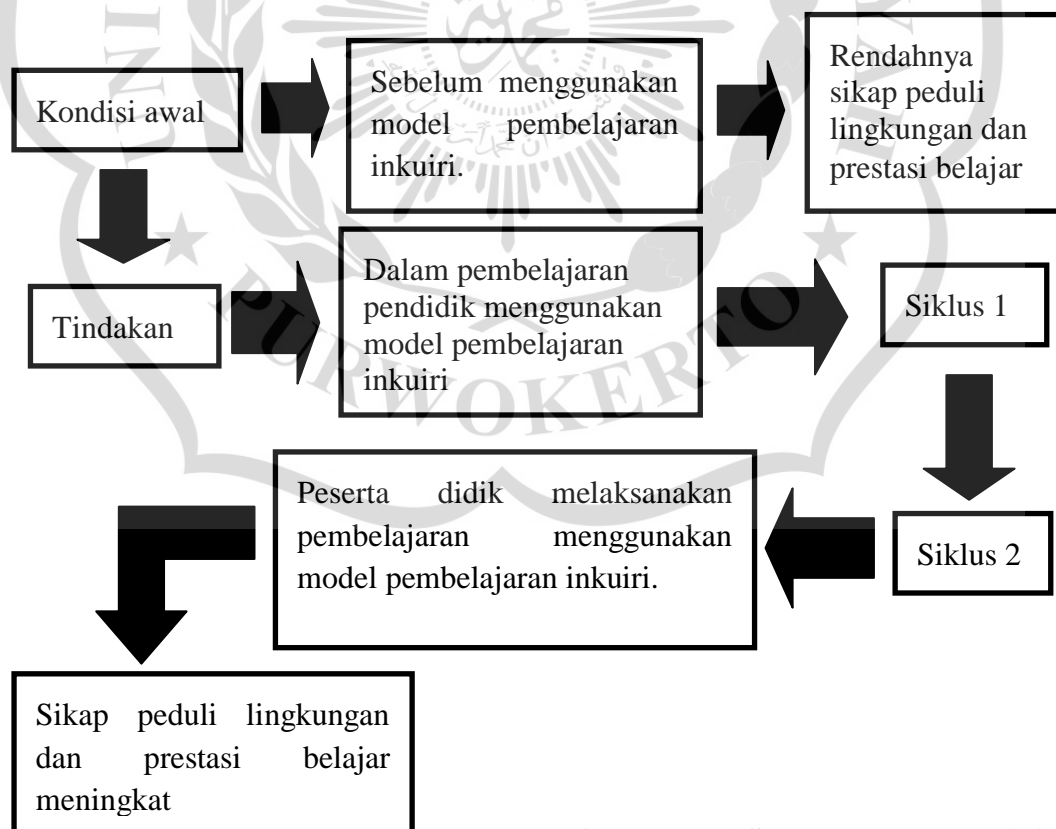 Kondisi awal
Sebelum menggunakan
model pembelajaran
inkuiri.
Rendahnya
sikap peduli
lingkungan dan
prestasi belajar
Tindakan
Dalam pembelajaran
pendidik menggunakan
model pembelajaran
inkuiri
Siklus 1
Siklus 2
Peserta didik melaksanakan
pembelajaran menggunakan
model pembelajaran inkuiri.
Sikap peduli lingkungan
dan prestasi belajar
meningkat
PURWOKERTO